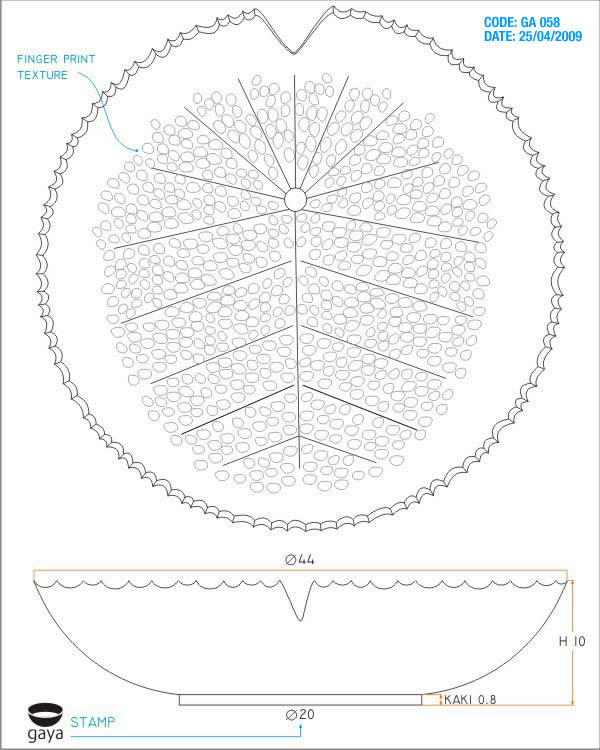 CODE: GA 058
DATE: 25/04/2009
FINGER PRINT
TEXTURE
Ø44
H 10
KAKI 0.8
Ø20
STAMP
gaya